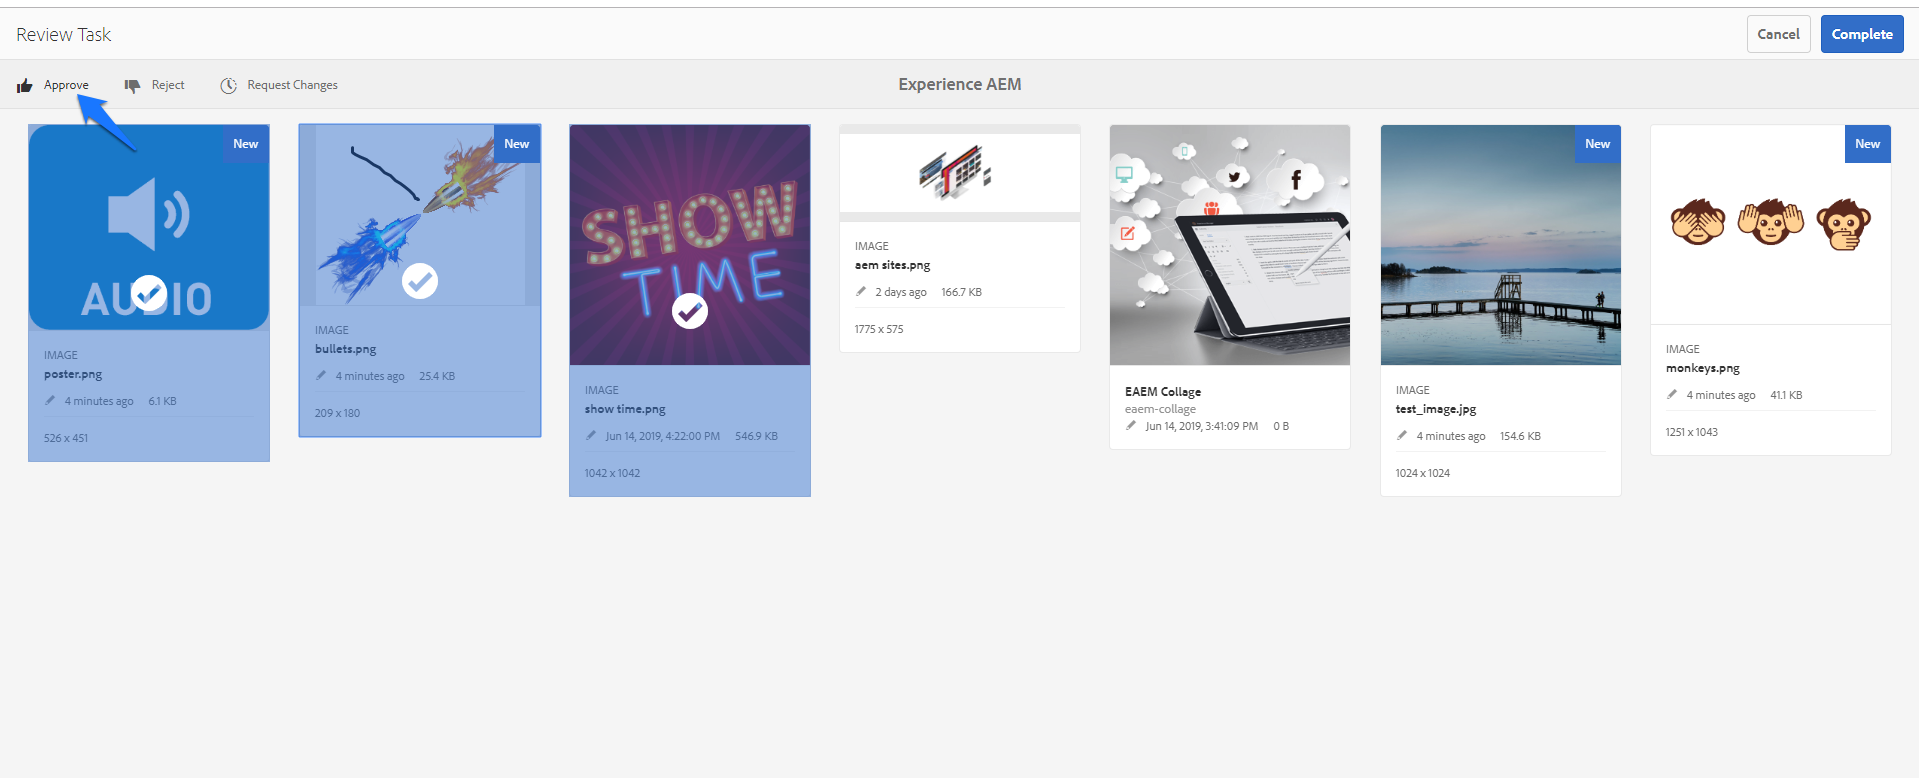 Review Task
Cancel
Complete
Approve
Reject
Request Changes
Experience AEM
New
AUDIO
IMAGE
poster.png
4 minutes ago 6.1 KB
526 x 451
New
IMAGE
bullets.png
4 minutes ago 25.4 KB
209 x 180
SHOW
TIME
IMAGE
show time.png
Jun 14, 2019, 4:22:00 PM 546.9 KB
1042 x 1042
IMAGE
aem sites.png
2 days ago 166.7 KB
1775 x 575
EAEM Collage
eaem-collage
Jun 14, 2019, 3:41:09 PM 0 B
New
IMAGE
test_image.jpg
4 minutes ago 154.6 KB
1024 x 1024
New
IMAGE
monkeys.png
4 minutes ago 41.1 KB
1251 x 1043